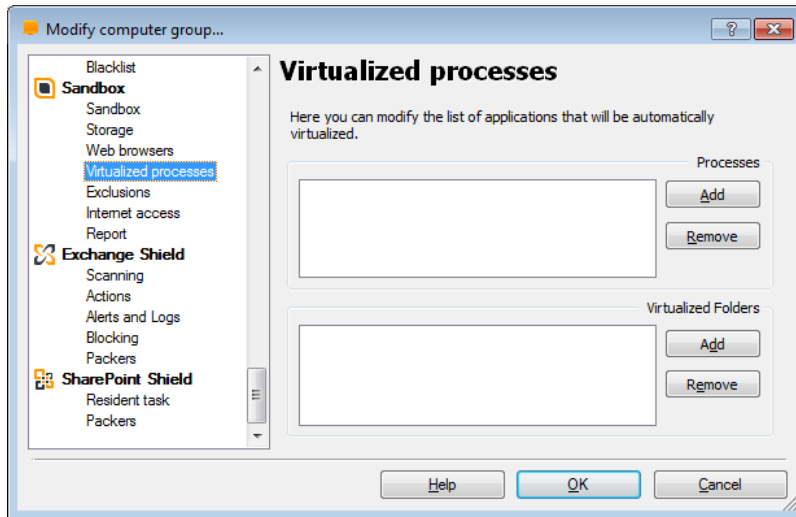 Modify computer group...
Blacklist
Sandbox
Sandbox
Storage
Web browsers
Virtualized processes
Exclusions
Internet access
Report
Exchange Shield
Scanning
Actions
Alerts and Logs
Blocking
Packers
SharePoint Shield
Resident task
Packers
Virtualized processes
Here you can modify the list of applications that will be automatically
virtualized.
Processes
Add
Remove
Virtualized Folders
Add
Remove
Help
OK
Cancel